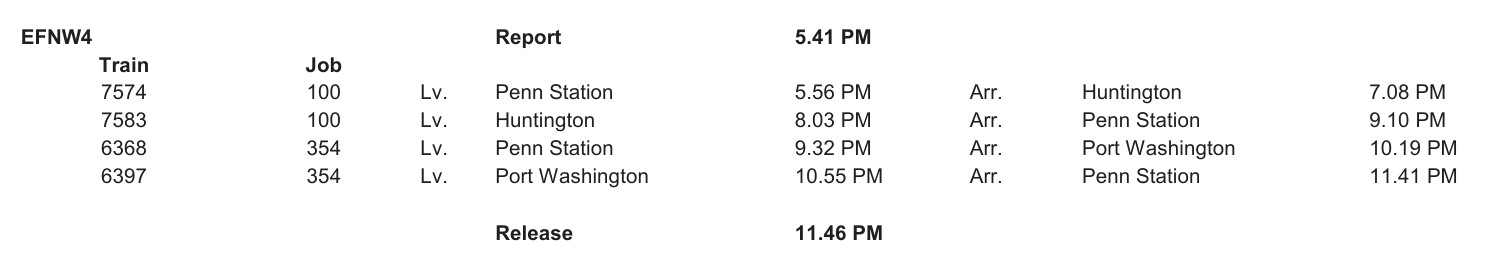 EFNW4 Report 5.41 PM
Train Job
7574 100 Lv. Penn Station 5.56 PM Arr. Huntington 7.08 PM
7583 100 Lv. Huntington 8.03 PM Arr. Penn Station 9.10 PM
6368 354 Lv. Penn Station 9.32 PM Arr. Port Washington 10.19 PM
6397 354 Lv. Port Washington 10.55 PM Arr. Penn Station 11.41 PM
Release 11.46 PM